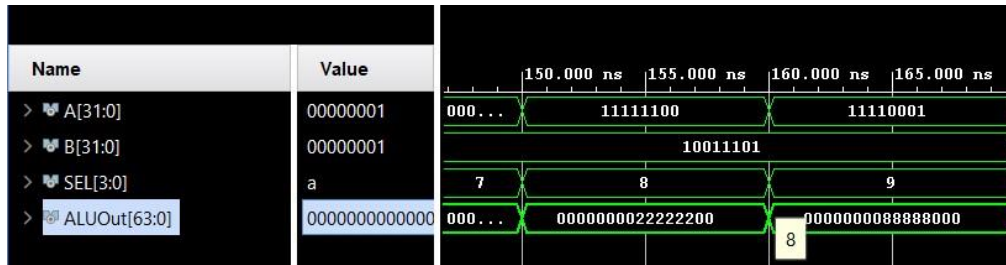 Name Value
150.000 ns 155.000 ns 160.000 ns 165.000 ns
A[31:0] 00000001 000... 11111100 11110001
B[31:0] 00000001 10011101
SEL[3:0] a 7 8 9
ALUOut[63:0] 0000000000000 000... 0000000022222200 0000000088888000
8